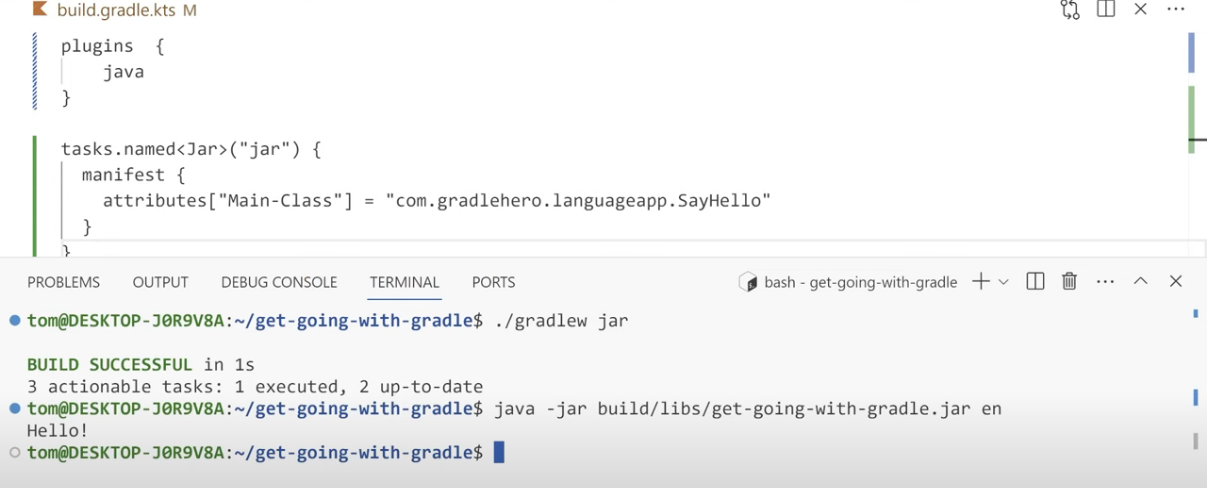 build.gradle.kts M
plugins {
    java
}
tasks.named<Jar>("jar") {
  manifest {
    attributes["Main-Class"] = "com.gradlehero.languageapp.SayHello"
  }
}
PROBLEMS OUTPUT DEBUG CONSOLE TERMINAL PORTS bash - get-going-with-gradle
tom@DESKTOP-J0R9V8A:~/get-going-with-gradle$ ./gradlew jar
BUILD SUCCESSFUL in 1s
3 actionable tasks: 1 executed, 2 up-to-date
tom@DESKTOP-J0R9V8A:~/get-going-with-gradle$ java -jar build/libs/get-going-with-gradle.jar en
Hello!
tom@DESKTOP-J0R9V8A:~/get-going-with-gradle$